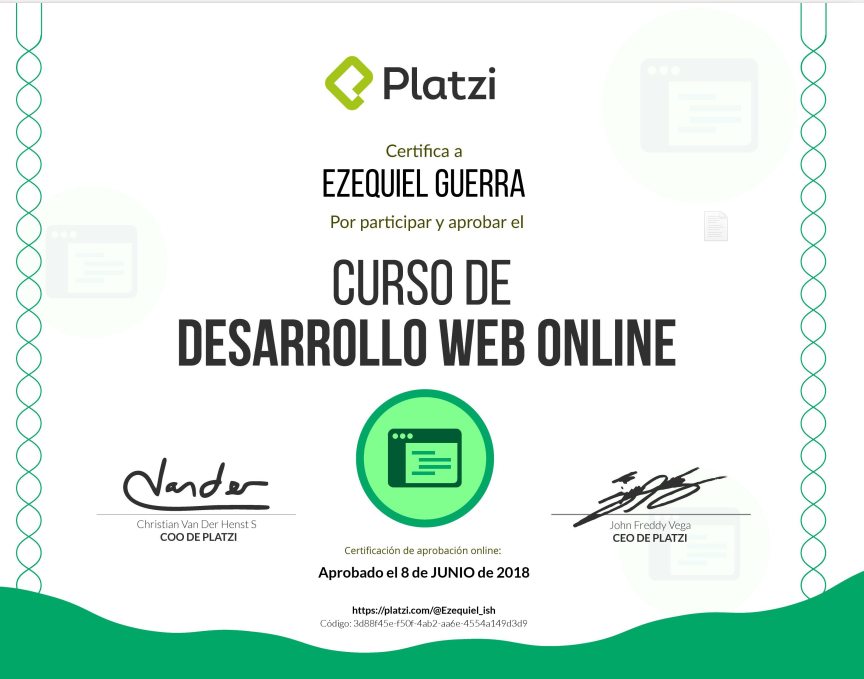 Platzi
Certifica a
EZEQUIEL GUERRA
Por participar y aprobar el
CURSO DE
DESARROLLO WEB ONLINE
Vander
Christian Van Der Henst S
COO DE PLATZI
John Freddy Vega
CEO DE PLATZI
Certificación de aprobación online:
Aprobado el 8 de JUNIO de 2018
https://platzi.com/@Ezequiel_ish
Código: 3d88f45e-f50f-4ab2-aa6e-4554a149d3d9